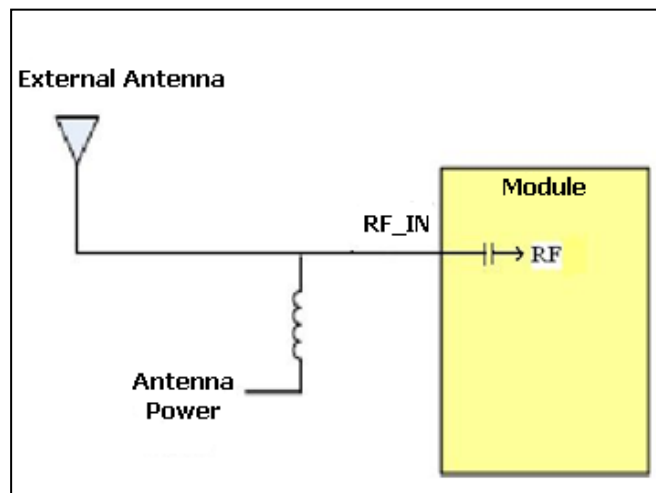 External Antenna
Module
RF_IN
RF
Antenna
Power